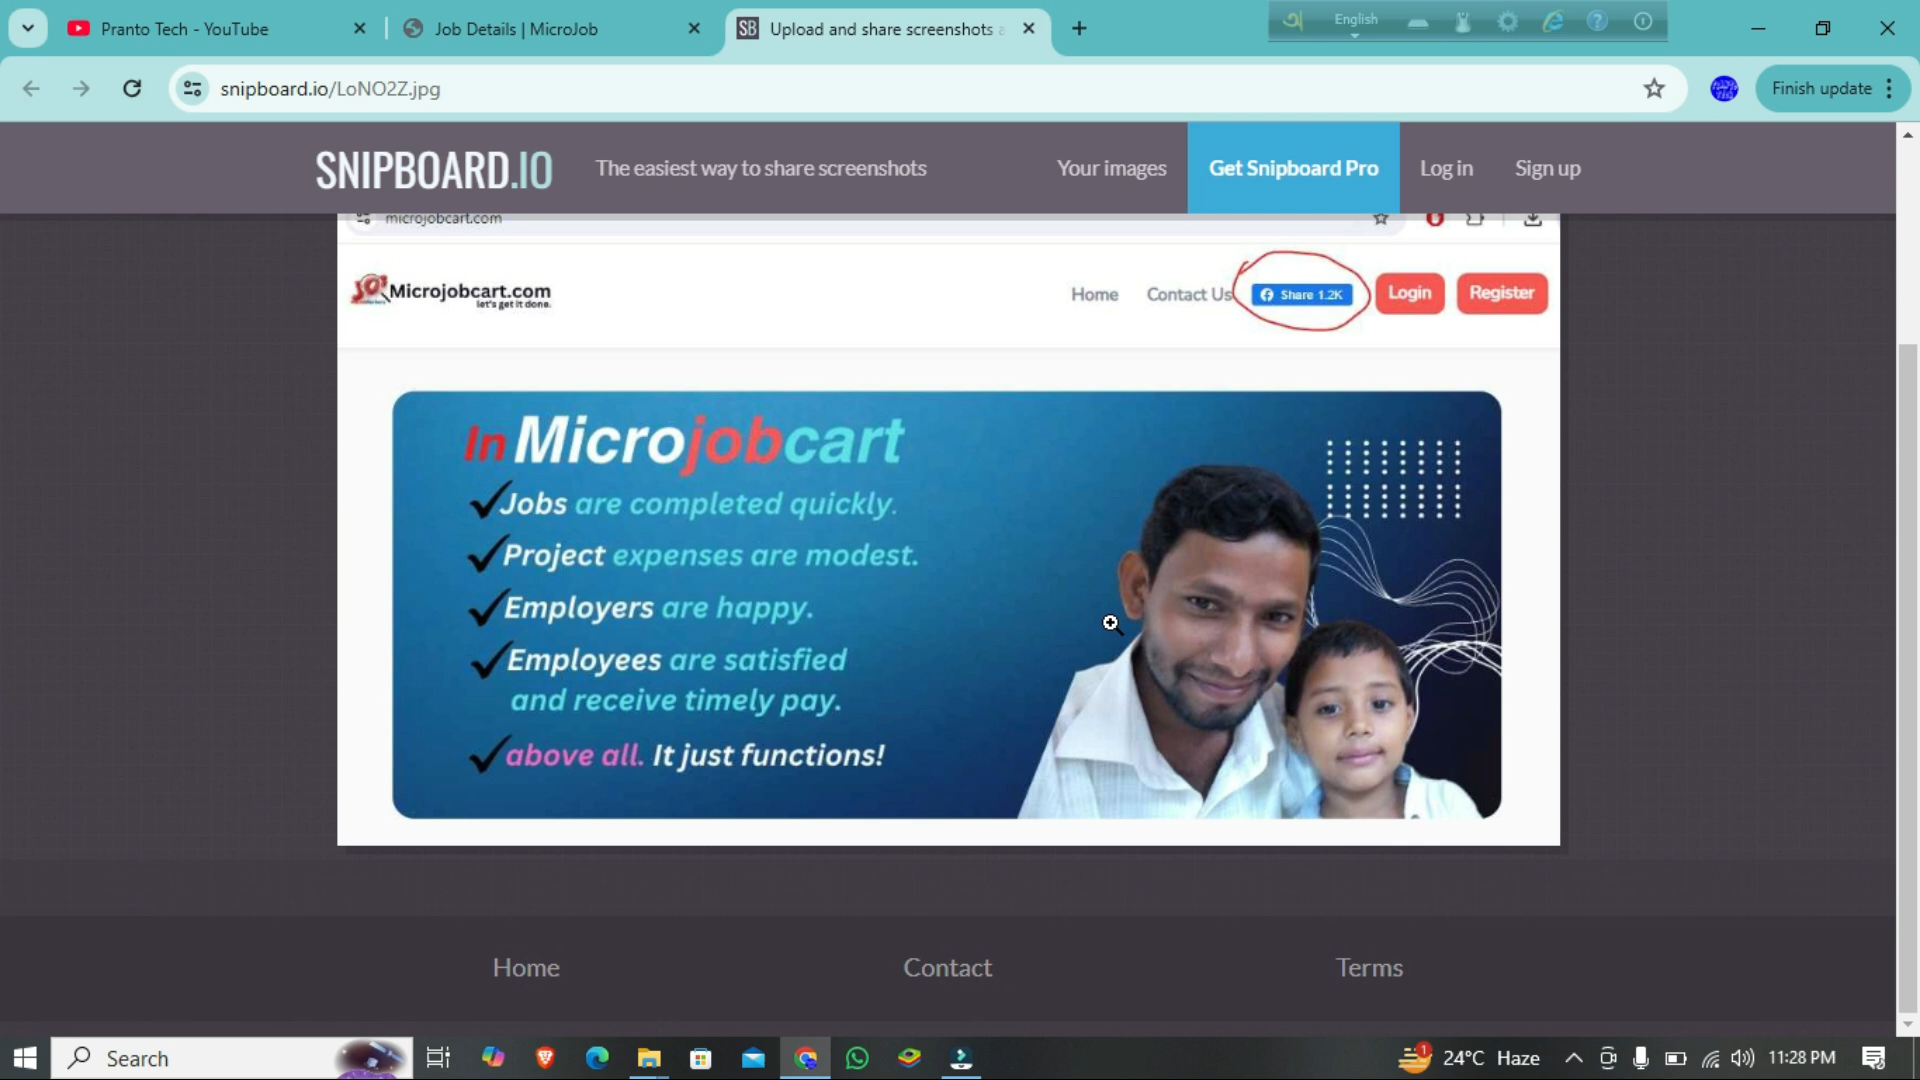 Pranto Tech - YouTube
Job Details | MicroJob
SB Upload and share screenshots a
English
snipboard.io/LoNO2Z.jpg
Finish update
SNIPBOARD.IO
The easiest way to share screenshots
Your images
Get Snipboard Pro
Log in
Sign up
microjobcart.com
Microjobcart.com
let's get it done.
Home
Contact Us
Share 1.2K
Login
Register
In Microjobcart
Jobs are completed quickly.
Project expenses are modest.
Employers are happy.
Employees are satisfied
and receive timely pay.
above all. It just functions!
Home
Contact
Terms
Search
1
24°C Haze
11:28 PM